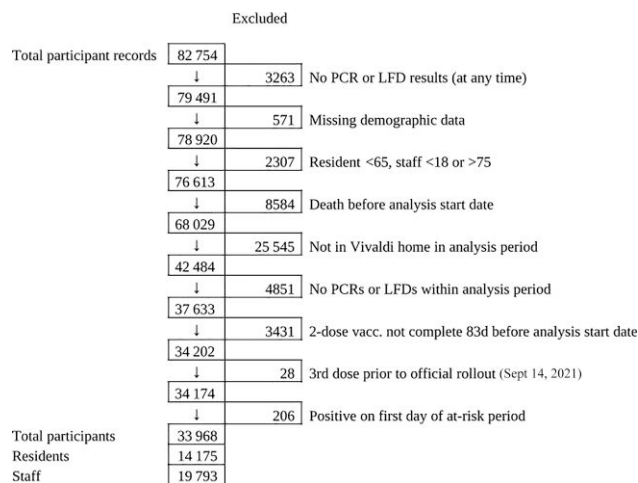 Excluded
Total participant records 82 754
↓ 3263 No PCR or LFD results (at any time)
79 491
↓ 571 Missing demographic data
78 920
↓ 2307 Resident <65, staff <18 or >75
76 613
↓ 8584 Death before analysis start date
68 029
↓ 25 545 Not in Vivaldi home in analysis period
42 484
↓ 4851 No PCRs or LFDs within analysis period
37 633
↓ 3431 2-dose vacc. not complete 83d before analysis start date
34 202
↓ 28 3rd dose prior to official rollout (Sept 14, 2021)
34 174
↓ 206 Positive on first day of at-risk period
Total participants 33 968
Residents 14 175
Staff 19 793